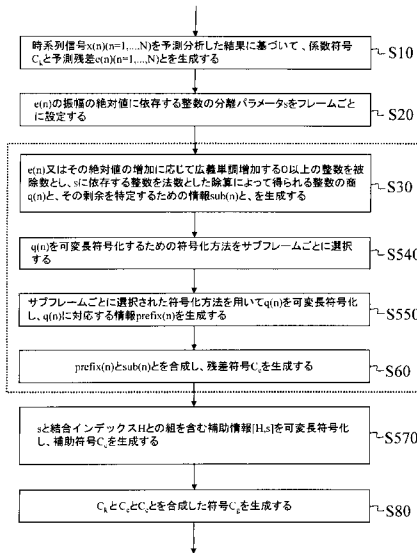 時系列信号x(n)(n=1,...,N)を予測分析した結果に基づいて、係数符号
Ckと予測残差e(n)(n=1,...,N)とを生成する
S10
e(n)の振幅の絶対値に依存する整数の分離パラメータsをフレームごと
に設定する
S20
e(n)又はその絶対値の増加に応じて広義単調増加する0以上の整数を被
除数とし、sに依存する整数を法数とした除算によって得られる整数の商
q(n)と、その剰余を特定するための情報sub(n)と、を生成する
S30
q(n)を可変長符号化するための符号化方法をサブフレームごとに選択
する
S540
サブフレームごとに選択された符号化方法を用いてq(n)を可変長符号化
し、q(n)に対応する情報prefix(n)を生成する
S550
prefix(n)とsub(n)とを合成し、残差符号Ceを生成する
S60
sと結合インデックスHとの組を含む補助情報[H,s]を可変長符号化
し、補助符号Ccを生成する
S570
CkとCeとCcとを合成した符号Cgを生成する
S80